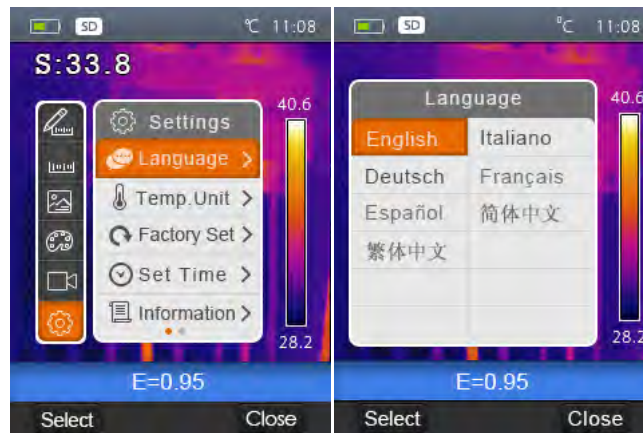 SD ℃ 11:08
S:33.8
40.6
Settings
Language >
Temp.Unit >
Factory Set >
Set Time >
Information >
28.2
E=0.95
Select Close
SD °C 11:08
Language
40.6
English Italiano
Deutsch Français
Español 简体中文
繁体中文
28.2
E=0.95
Select Close